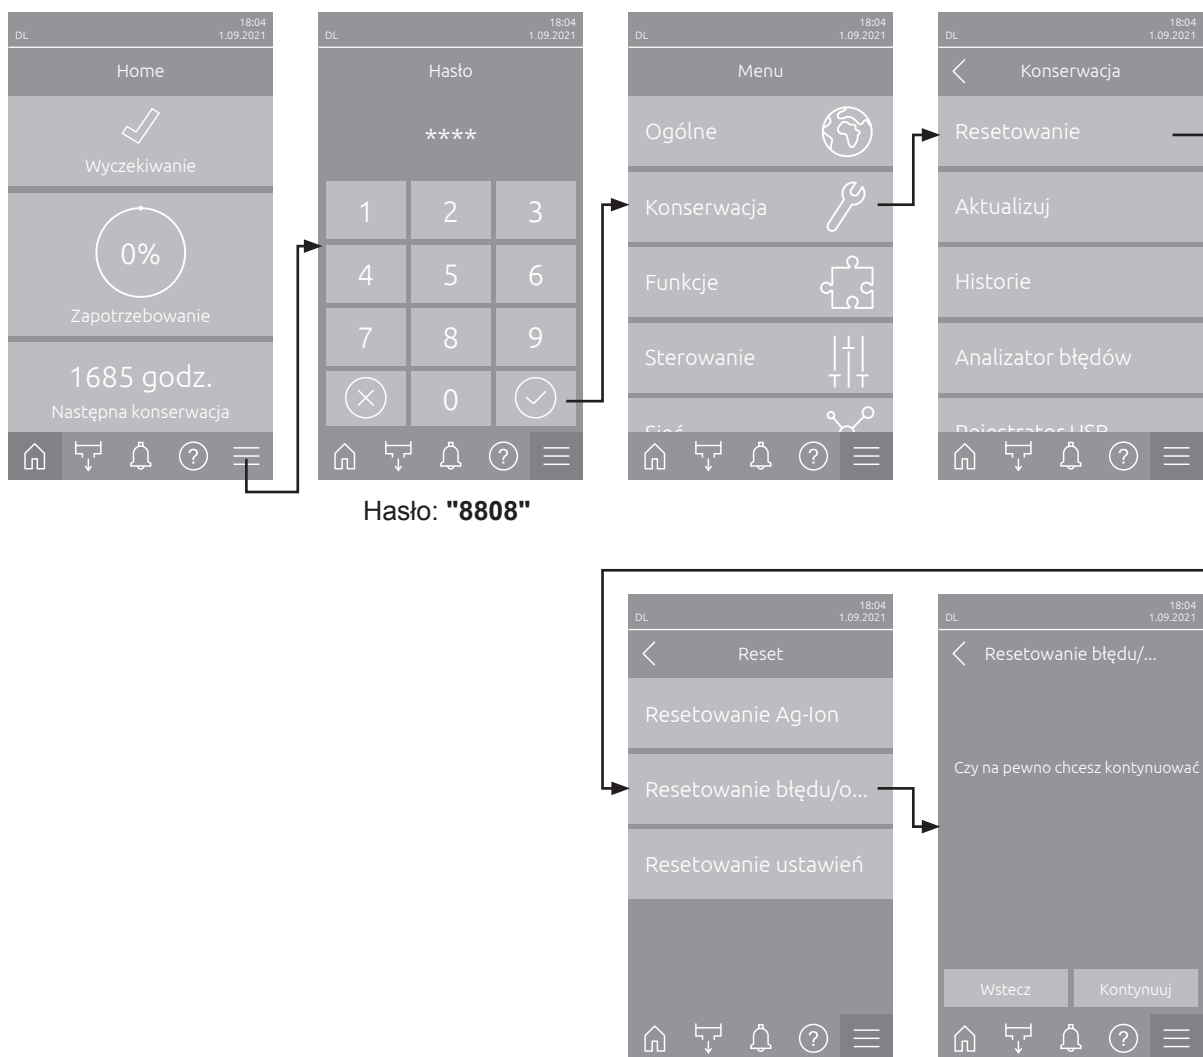 18:04
DL 1.09.2021
Home
Wyczekiwanie
0%
Zapotrzebowanie
1685 godz.
Następna konserwacja
18:04
DL 1.09.2021
Hasło
****
1 2 3
4 5 6
7 8 9
0
Hasło: "8808"
18:04
DL 1.09.2021
Menu
Ogólne
Konserwacja
Funkcje
Sterowanie
Sieć
18:04
DL 1.09.2021
Konserwacja
Resetowanie
Aktualizuj
Historie
Analizator błędów
Rejestrator USB
18:04
DL 1.09.2021
Reset
Resetowanie Ag-Ion
Resetowanie błędu/o...
Resetowanie ustawień
18:04
DL 1.09.2021
Resetowanie błędu/...
Czy na pewno chcesz kontynuować
Wstecz Kontynuuj